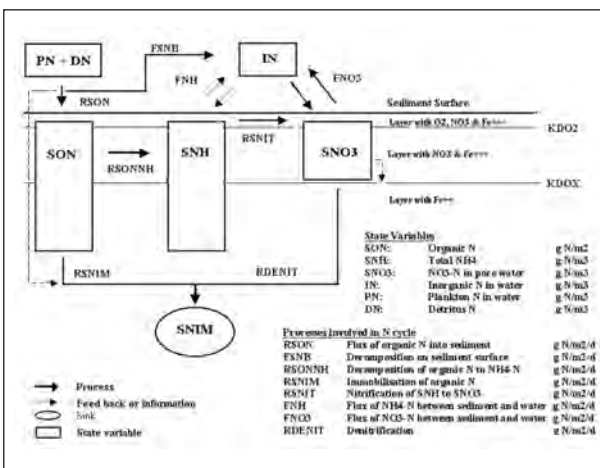 PN + DN
FSNB
IN
FNH
FNO3
RSON
Sediment Surface
Layer with O2, NO3 & Fe+++
KDO2
RSNIT
SON
RSONNH
SNH
SNO3
Layer with NO3 & Fe+++
KDOX
Layer with Fe++
RSNIM
RDENIT
SNIM
State Variables
SON: Organic N g N/m2
SNH: Total NH4 g N/m3
SNO3: NO3-N in pore water g N/m3
IN: Inorganic N in water g N/m3
PN: Plankton N in water g N/m3
DN: Detritus N g N/m3
Processes Involved in N cycle
RSON Flux of organic N into sediment g N/m2/d
FSNB Decomposition on sediment surface g N/m2/d
RSONNH Decomposition of organic N to NH4-N g N/m2/d
RSNIM Immobilisation of organic N g N/m2/d
RSNIT Nitrification of SNH to SNO3 g N/m2/d
FNH Flux of NH4-N between sediment and water g N/m2/d
FNO3 Flux of NO3-N between sediment and water g N/m2/d
RDENIT Denitrification g N/m2/d
Process
Feed back or information
Sink
State variable